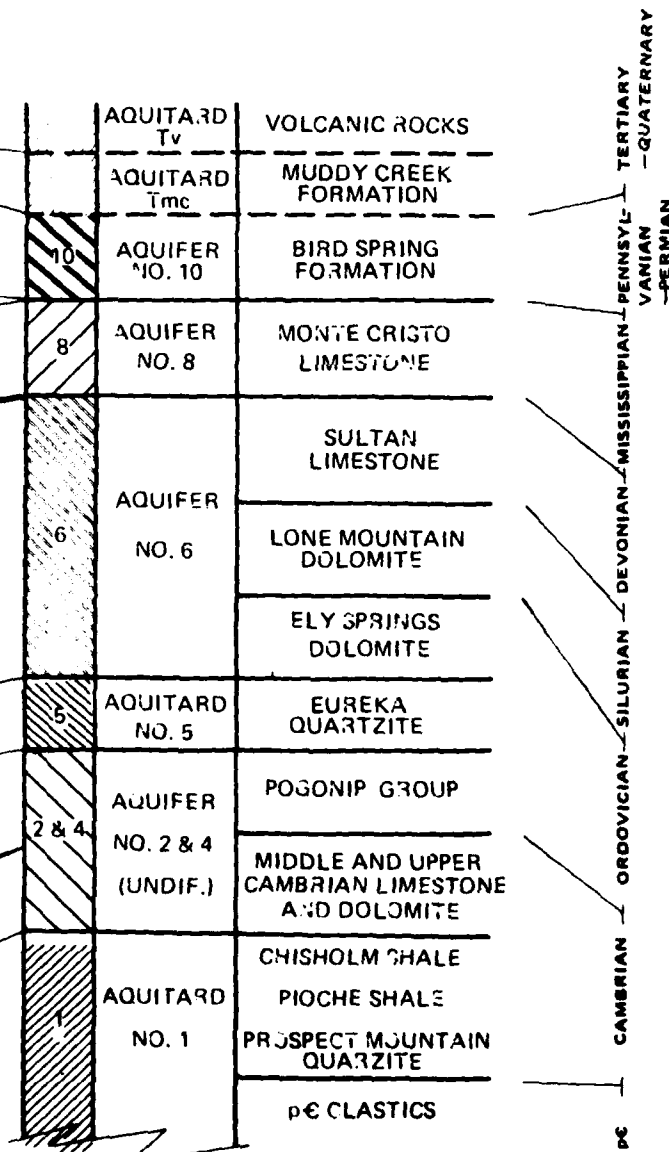 AQUITARD
Tv
VOLCANIC ROCKS
AQUITARD
Tmc
MUDDY CREEK
FORMATION
10
AQUIFER
NO. 10
BIRD SPRING
FORMATION
8
AQUIFER
NO. 8
MONTE CRISTO
LIMESTONE
6
AQUIFER
NO. 6
SULTAN
LIMESTONE
LONE MOUNTAIN
DOLOMITE
ELY SPRINGS
DOLOMITE
5
AQUITARD
NO. 5
EUREKA
QUARTZITE
2 & 4
AQUIFER
NO. 2 & 4
(UNDIF.)
POGONIP GROUP
MIDDLE AND UPPER
CAMBRIAN LIMESTONE
AND DOLOMITE
1
AQUITARD
NO. 1
CHISHOLM SHALE
PIOCHE SHALE
PROSPECT MOUNTAIN
QUARZITE
p€ CLASTICS
TERTIARY
–QUATERNARY
PENNSYL-
VANIAN
–PERMIAN
MISSISSIPPIAN
DEVONIAN
SILURIAN
ORDOVICIAN
CAMBRIAN
p€